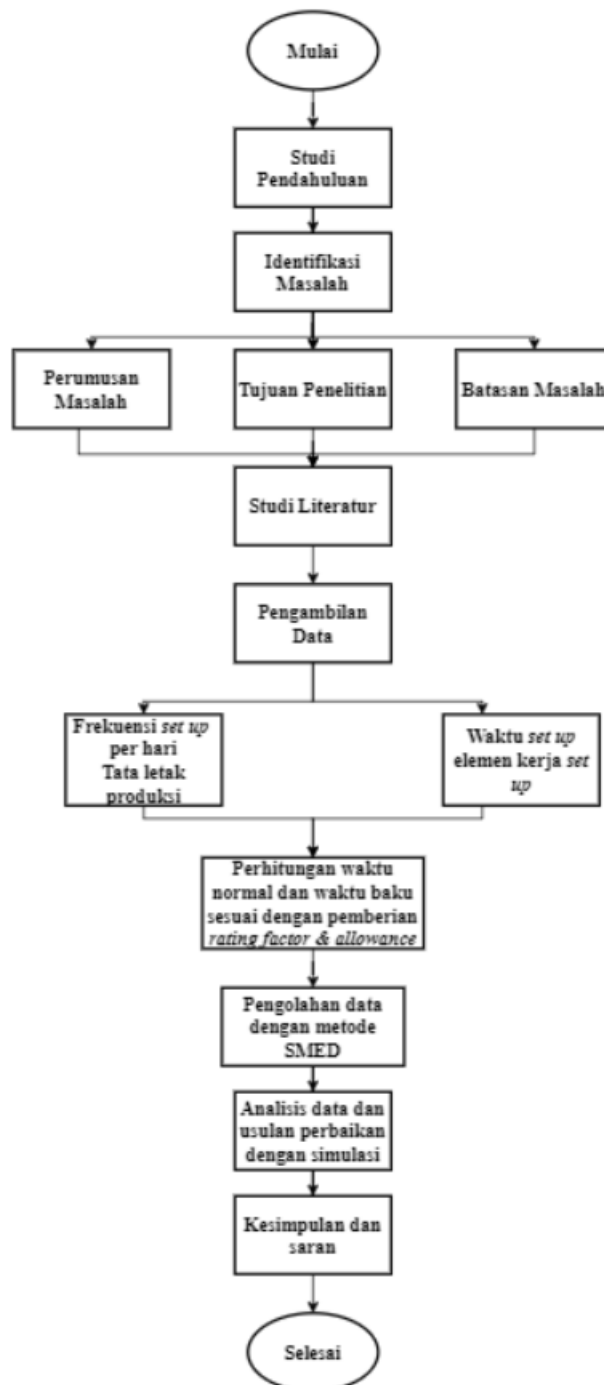 Mulai
Studi
Pendahuluan
Identifikasi
Masalah
Perumusan
Masalah
Tujuan Penelitian
Batasan Masalah
Studi Literatur
Pengambilan
Data
Frekuensi set up
per hari
Tata letak
produksi
Waktu set up
elemen kerja set
up
Perhitungan waktu
normal dan waktu baku
sesuai dengan pemberian
rating factor & allowance
Pengolahan data
dengan metode
SMED
Analisis data dan
usulan perbaikan
dengan simulasi
Kesimpulan dan
saran
Selesai